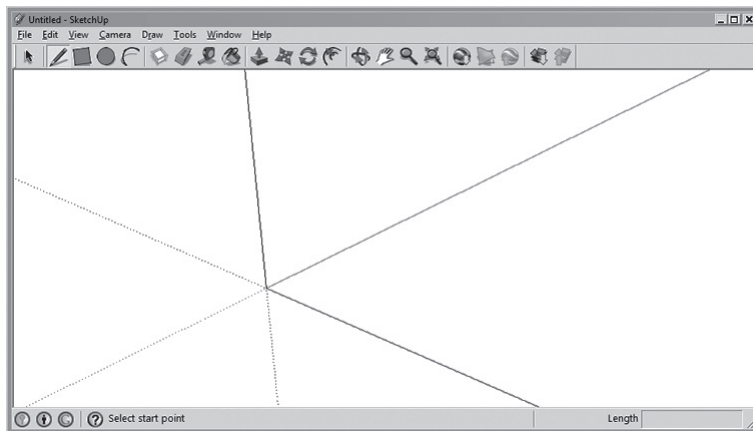 Untitled - SketchUp
File Edit View Camera Draw Tools Window Help
Select start point
Length